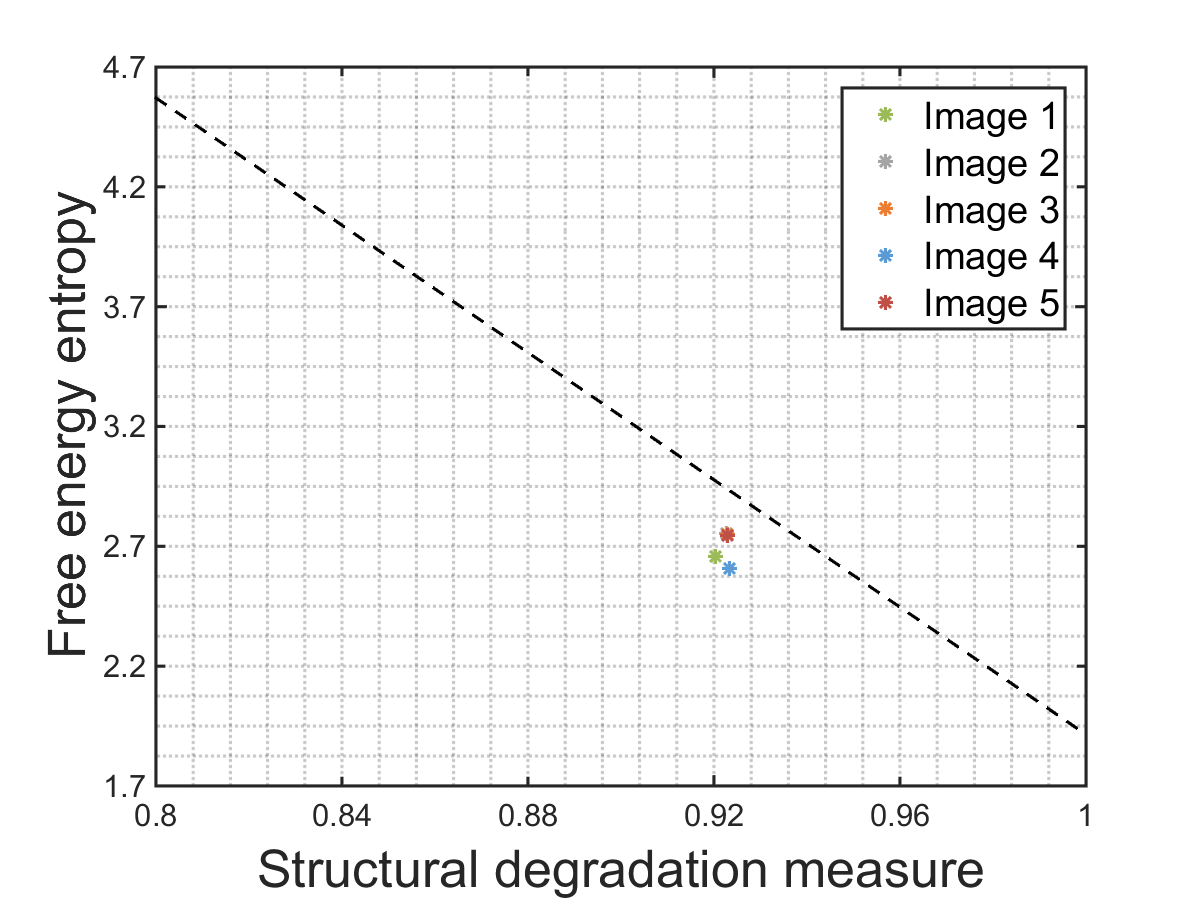 4.7
4.2
3.7
3.2
2.7
2.2
1.7
Free energy entropy
Image 1
Image 2
Image 3
Image 4
Image 5
0.8 0.84 0.88 0.92 0.96 1
Structural degradation measure